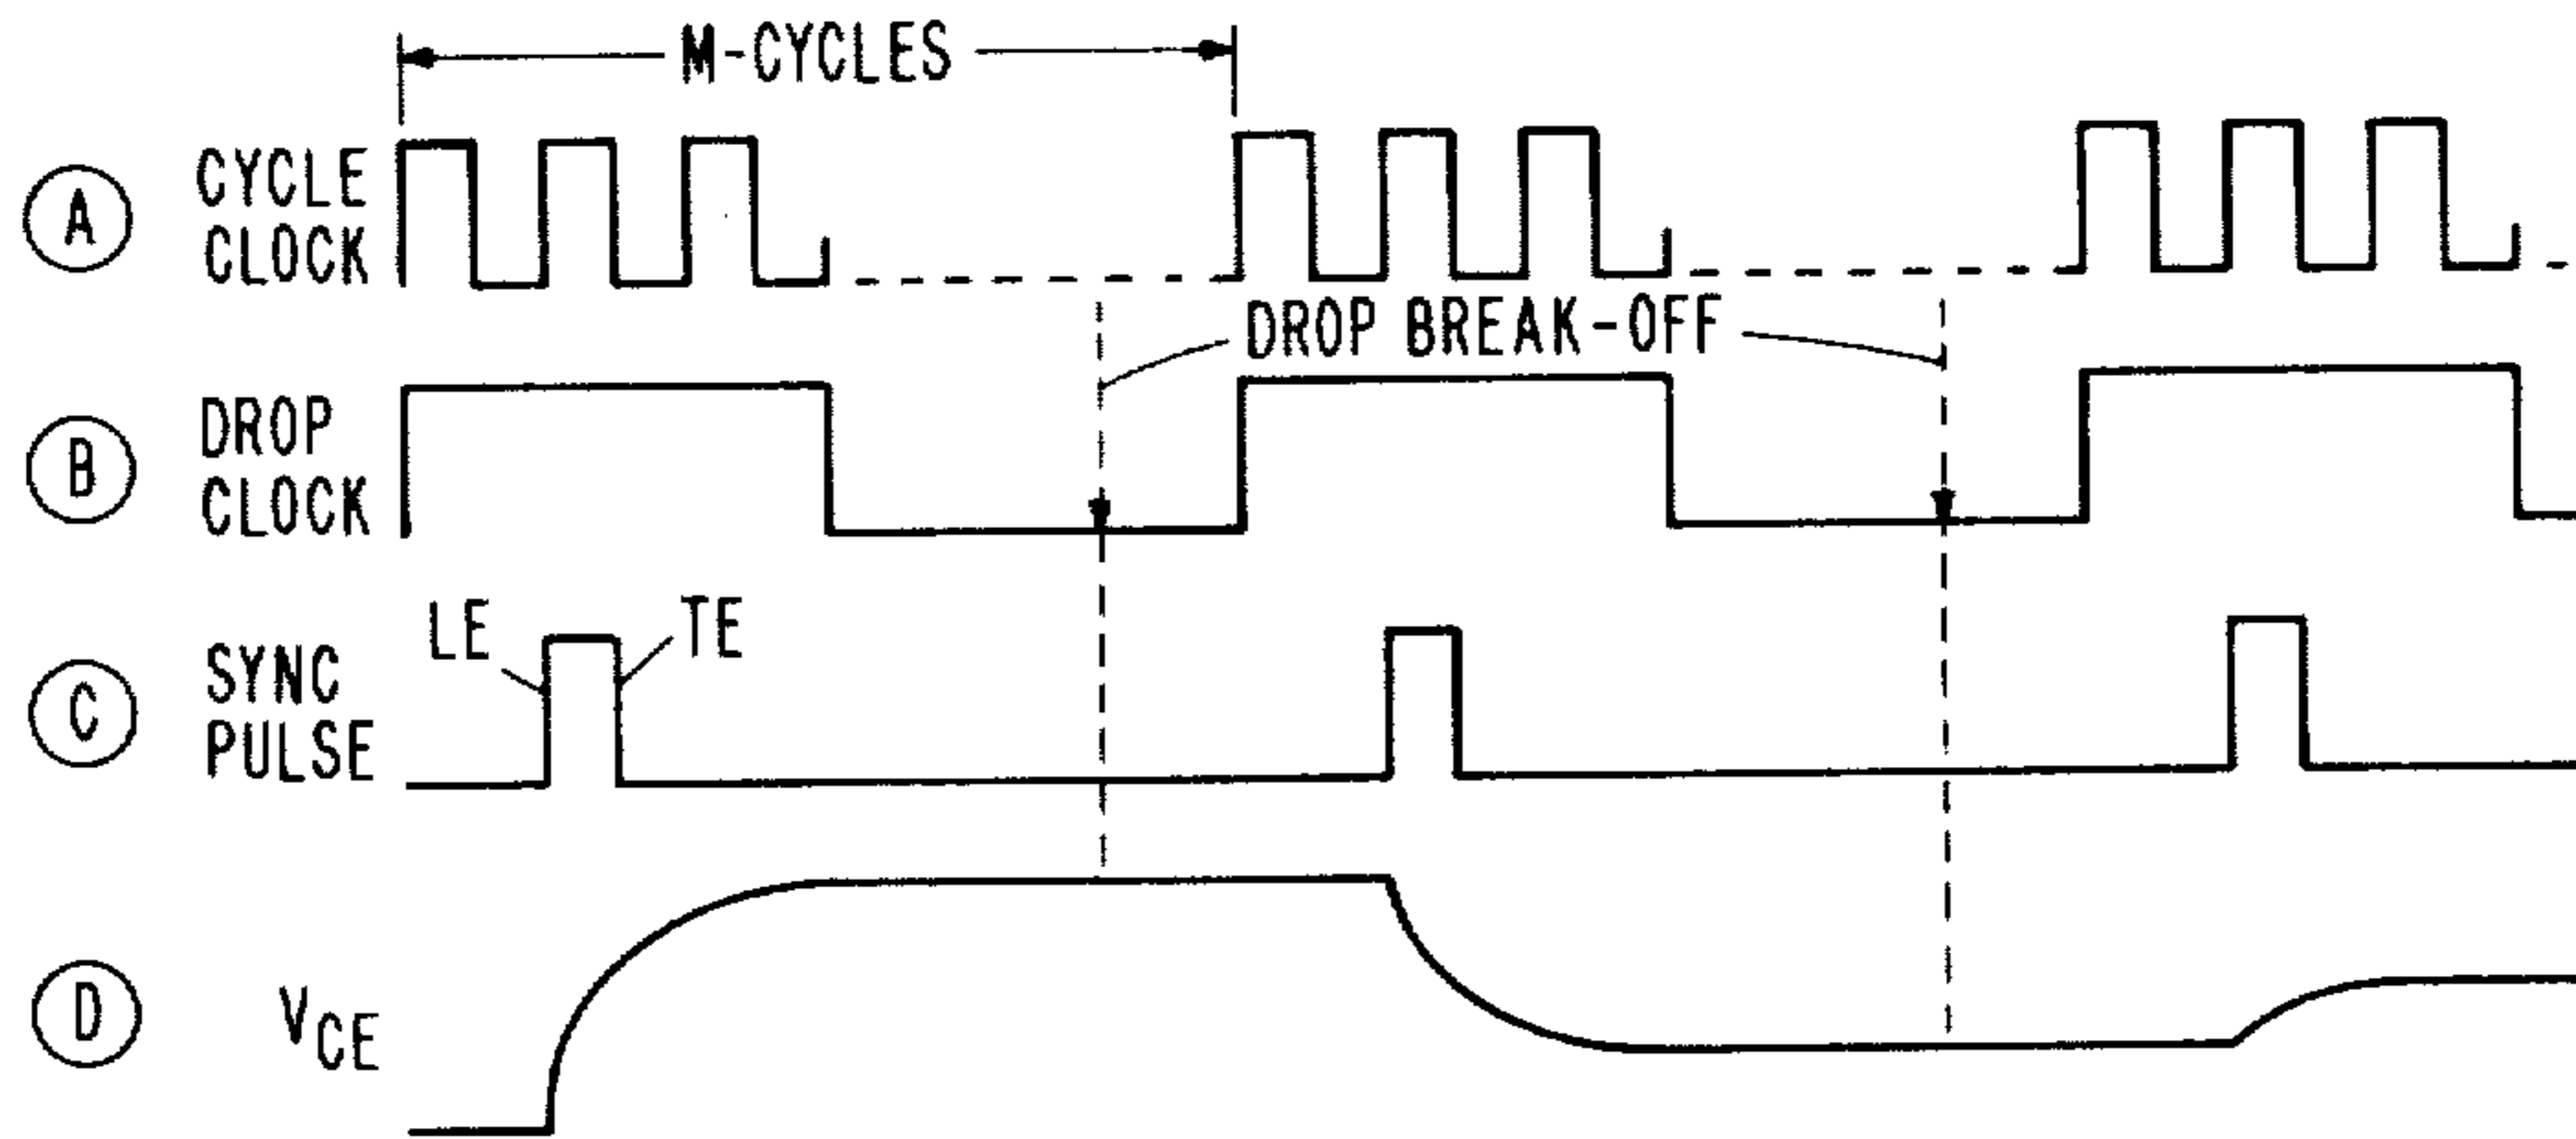 M-CYCLES
A
CYCLE
CLOCK
DROP BREAK-OFF
B
DROP
CLOCK
LE
TE
C
SYNC
PULSE
D
VCE